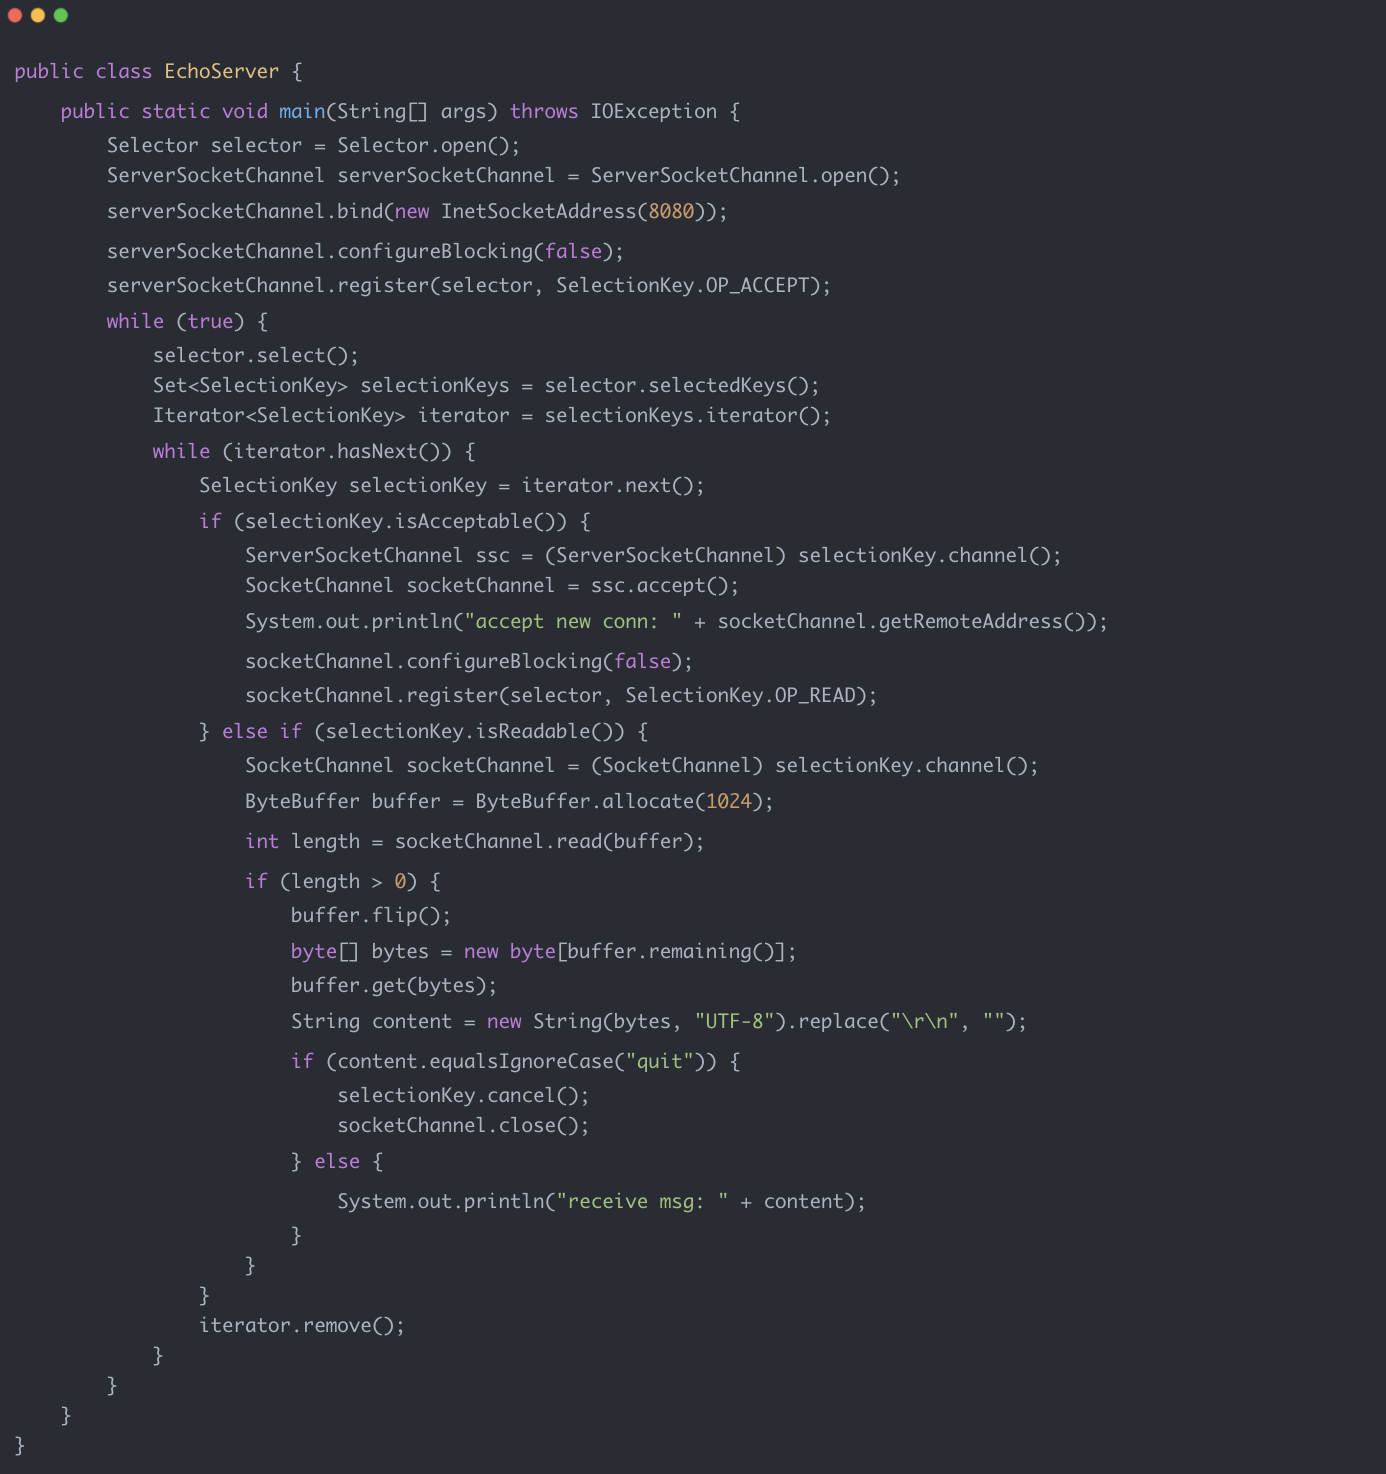 public class EchoServer {
    public static void main(String[] args) throws IOException {
        Selector selector = Selector.open();
        ServerSocketChannel serverSocketChannel = ServerSocketChannel.open();
        serverSocketChannel.bind(new InetSocketAddress(8080));
        serverSocketChannel.configureBlocking(false);
        serverSocketChannel.register(selector, SelectionKey.OP_ACCEPT);
        while (true) {
            selector.select();
            Set<SelectionKey> selectionKeys = selector.selectedKeys();
            Iterator<SelectionKey> iterator = selectionKeys.iterator();
            while (iterator.hasNext()) {
                SelectionKey selectionKey = iterator.next();
                if (selectionKey.isAcceptable()) {
                    ServerSocketChannel ssc = (ServerSocketChannel) selectionKey.channel();
                    SocketChannel socketChannel = ssc.accept();
                    System.out.println("accept new conn: " + socketChannel.getRemoteAddress());
                    socketChannel.configureBlocking(false);
                    socketChannel.register(selector, SelectionKey.OP_READ);
                } else if (selectionKey.isReadable()) {
                    SocketChannel socketChannel = (SocketChannel) selectionKey.channel();
                    ByteBuffer buffer = ByteBuffer.allocate(1024);
                    int length = socketChannel.read(buffer);
                    if (length > 0) {
                        buffer.flip();
                        byte[] bytes = new byte[buffer.remaining()];
                        buffer.get(bytes);
                        String content = new String(bytes, "UTF-8").replace("\r\n", "");
                        if (content.equalsIgnoreCase("quit")) {
                            selectionKey.cancel();
                            socketChannel.close();
                        } else {
                            System.out.println("receive msg: " + content);
                        }
                    }
                }
                iterator.remove();
            }
        }
    }
}